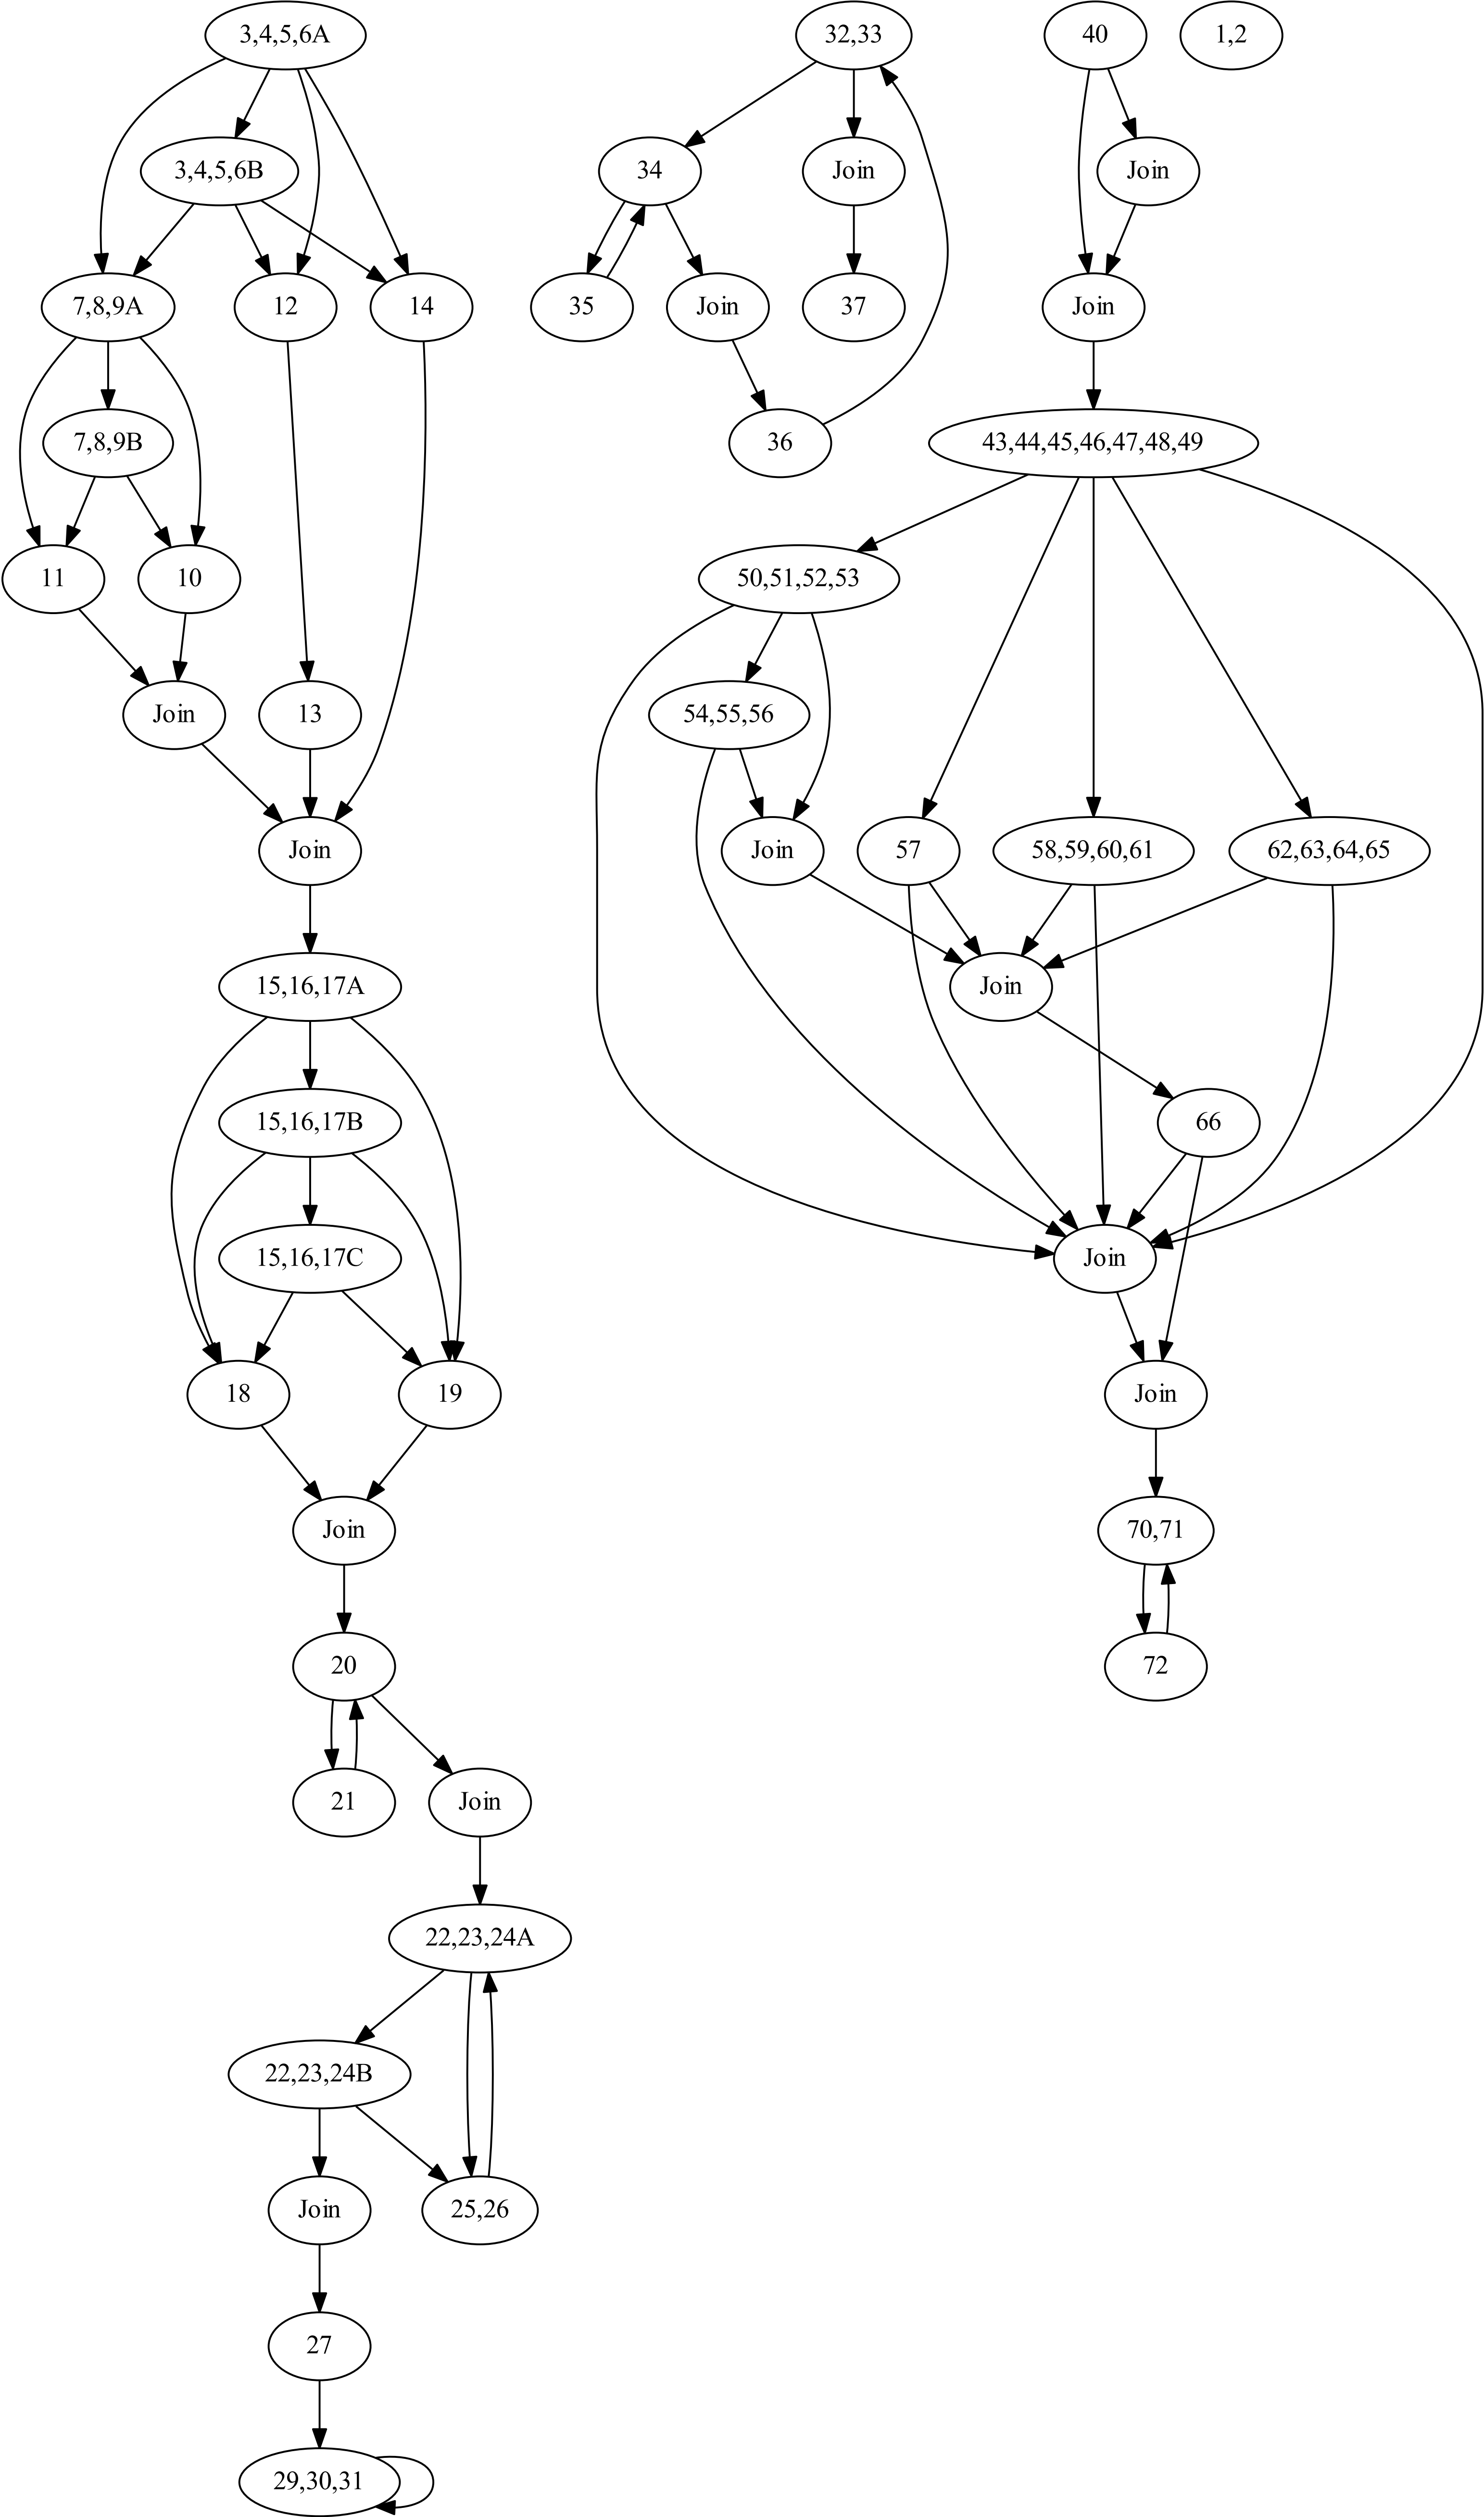 3,4,5,6A
32,33
40
1,2
3,4,5,6B
34
Join
Join
7,8,9A
12
14
35
Join
37
Join
7,8,9B
36
43,44,45,46,47,48,49
11
10
50,51,52,53
Join
13
54,55,56
Join
Join
57
58,59,60,61
62,63,64,65
15,16,17A
Join
15,16,17B
66
15,16,17C
Join
18
19
Join
Join
70,71
20
72
21
Join
22,23,24A
22,23,24B
Join
25,26
27
29,30,31